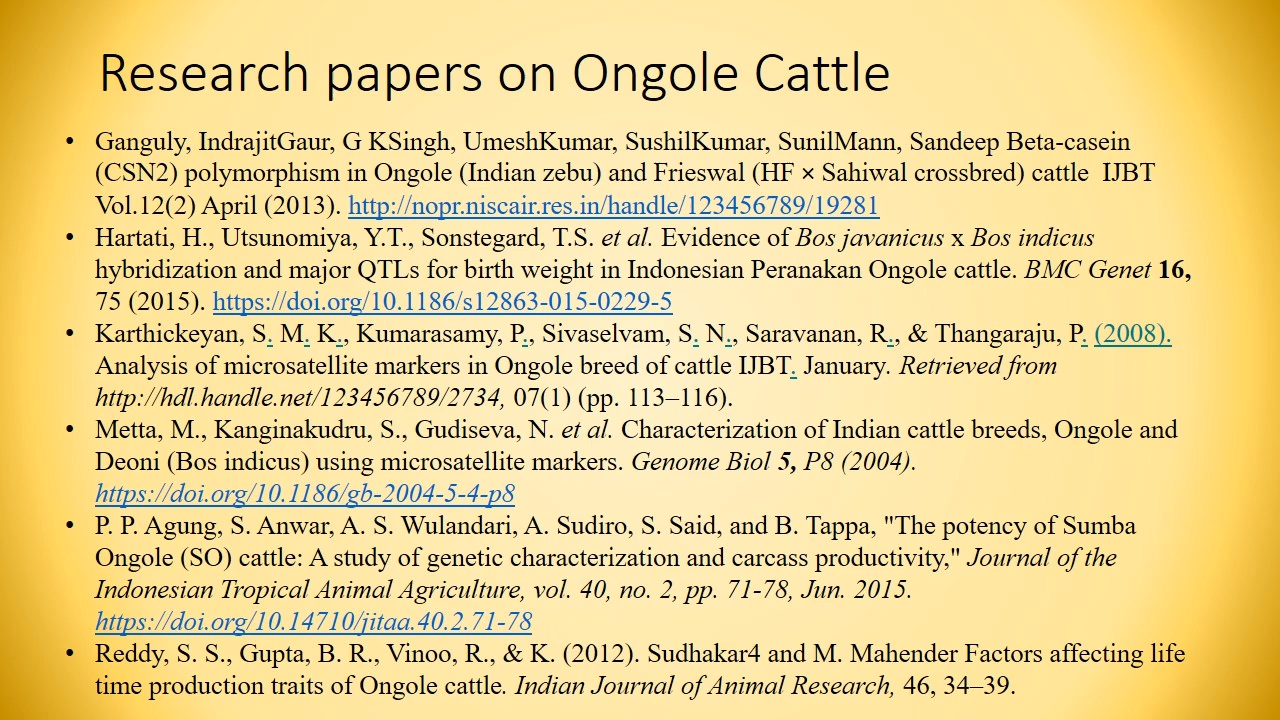 Research papers on Ongole Cattle
• Ganguly, IndrajitGaur, G KSingh, UmeshKumar, SushilKumar, SunilMann, Sandeep Beta-casein
(CSN2) polymorphism in Ongole (Indian zebu) and Frieswal (HF × Sahiwal crossbred) cattle  IJBT
Vol.12(2) April (2013). http://nopr.niscair.res.in/handle/123456789/19281
• Hartati, H., Utsunomiya, Y.T., Sonstegard, T.S. et al. Evidence of Bos javanicus x Bos indicus
hybridization and major QTLs for birth weight in Indonesian Peranakan Ongole cattle. BMC Genet 16,
75 (2015). https://doi.org/10.1186/s12863-015-0229-5
• Karthickeyan, S. M. K., Kumarasamy, P., Sivaselvam, S. N., Saravanan, R., & Thangaraju, P. (2008).
Analysis of microsatellite markers in Ongole breed of cattle IJBT. January. Retrieved from
http://hdl.handle.net/123456789/2734, 07(1) (pp. 113–116).
• Metta, M., Kanginakudru, S., Gudiseva, N. et al. Characterization of Indian cattle breeds, Ongole and
Deoni (Bos indicus) using microsatellite markers. Genome Biol 5, P8 (2004).
https://doi.org/10.1186/gb-2004-5-4-p8
• P. P. Agung, S. Anwar, A. S. Wulandari, A. Sudiro, S. Said, and B. Tappa, "The potency of Sumba
Ongole (SO) cattle: A study of genetic characterization and carcass productivity," Journal of the
Indonesian Tropical Animal Agriculture, vol. 40, no. 2, pp. 71-78, Jun. 2015.
https://doi.org/10.14710/jitaa.40.2.71-78
• Reddy, S. S., Gupta, B. R., Vinoo, R., & K. (2012). Sudhakar4 and M. Mahender Factors affecting life
time production traits of Ongole cattle. Indian Journal of Animal Research, 46, 34–39.